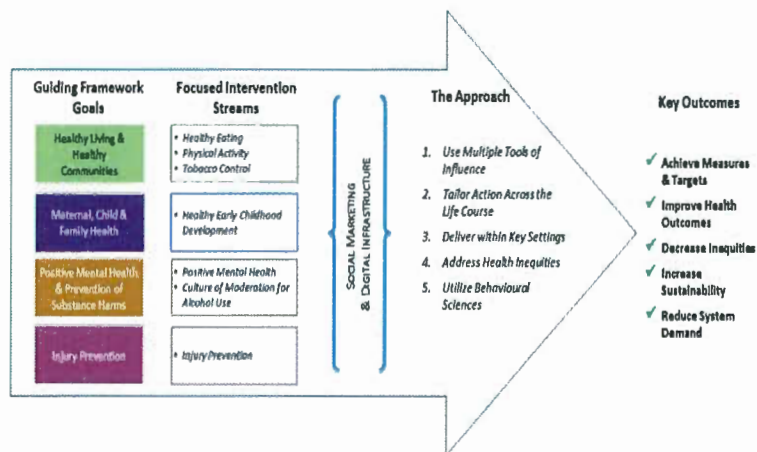 Guiding Framework
Goals
Healthy Living &
Healthy
Communities
Maternal, Child &
Family Health
Positive Mental Health
& Prevention of
Substance Harms
Injury Prevention
Focused Intervention
Streams
• Healthy Eating
• Physical Activity
• Tobacco Control
• Healthy Early Childhood
Development
• Positive Mental Health
• Culture of Moderation for
Alcohol Use
• Injury Prevention
SOCIAL MARKETING
& DIGITAL INFRASTRUCTURE
The Approach
1. Use Multiple Tools of
Influence
2. Tailor Action Across the
Life Course
3. Deliver within Key Settings
4. Address Health Inequities
5. Utilize Behavioural
Sciences
Key Outcomes
✓ Achieve Measures
& Targets
✓ Improve Health
Outcomes
✓ Decrease Inequities
✓ Increase
Sustainability
✓ Reduce System
Demand